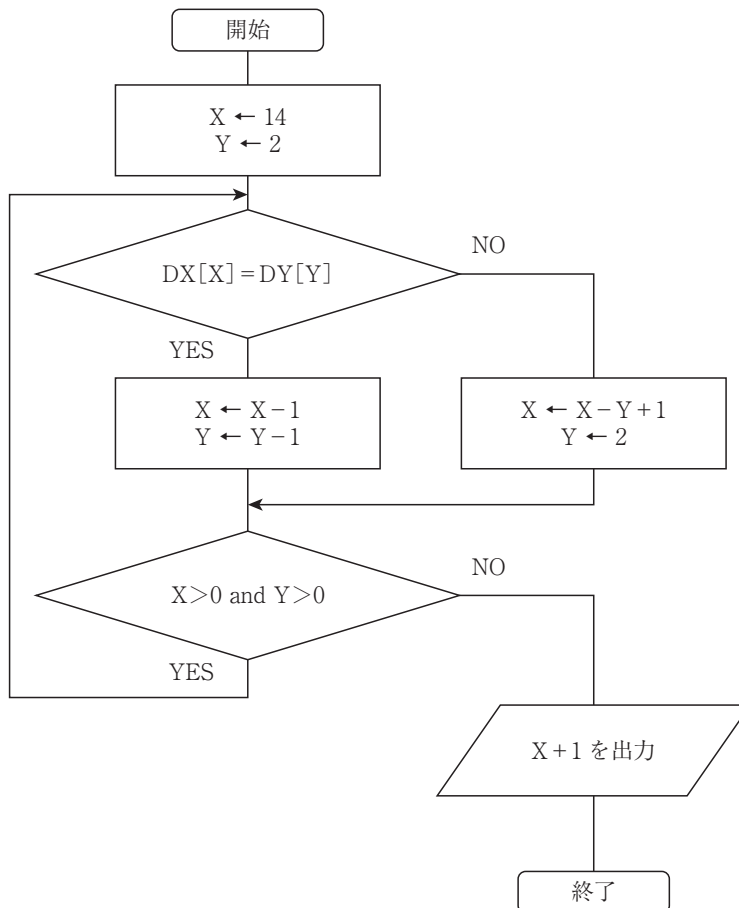 開始
X ← 14
Y ← 2
DX[X]=DY[Y]
NO
YES
X ← X−1
Y ← Y−1
X ← X−Y+1
Y ← 2
X>0 and Y>0
NO
YES
X+1を出力
終了